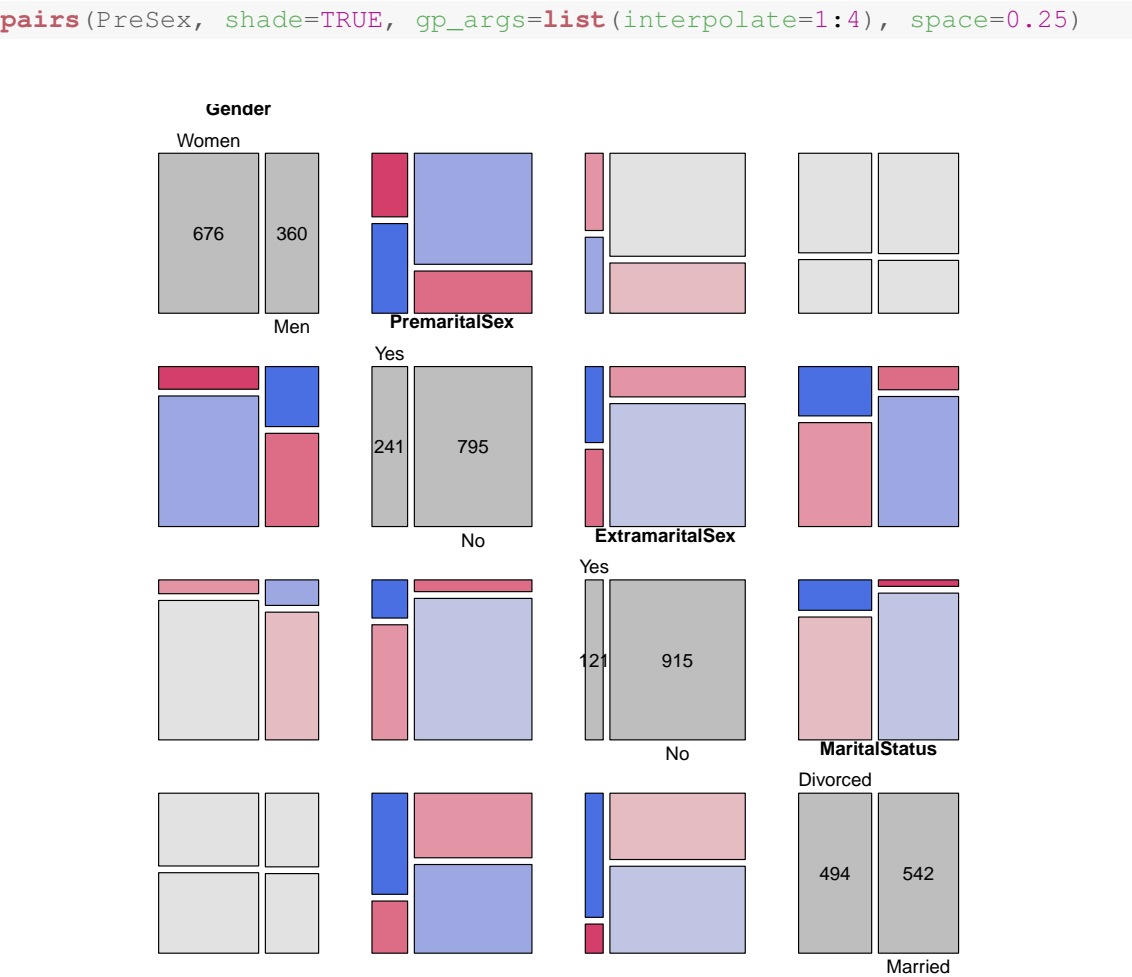 pairs(PreSex, shade=TRUE, gp_args=list(interpolate=1:4), space=0.25)
Gender
Women
676 360
Men
PremaritalSex
Yes
241 795
No
ExtramaritalSex
Yes
121 915
No
MaritalStatus
Divorced
494 542
Married